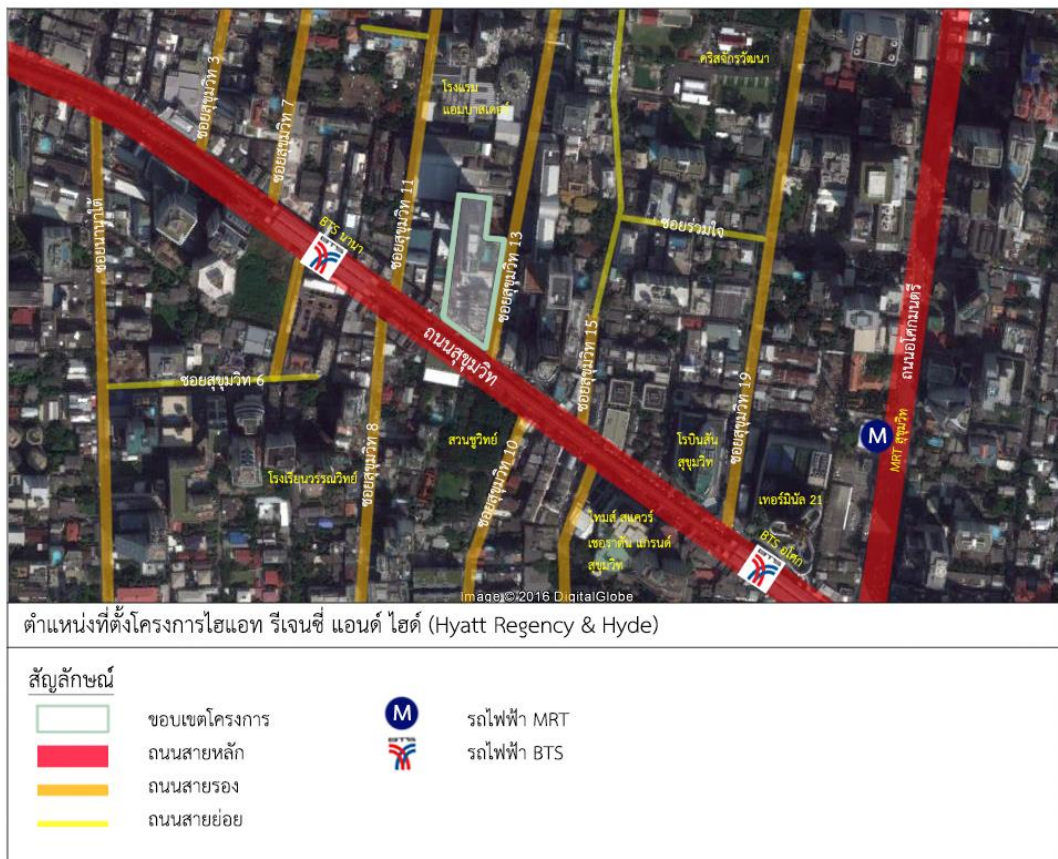 คริสจักรวัฒนา
ซอยสุขุมวิท 3
ซอยสุขุมวิท 7
โรงแรม
แอมบาสเดอร์
ซอยนานาใต้
BTS นานา
BTS
ซอยสุขุมวิท 11
ซอยสุขุมวิท 13
ซอยร่วมใจ
ถนนอโศกมนตรี
ถนนสุขุมวิท
ซอยสุขุมวิท 15
ซอยสุขุมวิท 19
ซอยสุขุมวิท 6
ซอยสุขุมวิท 8
สวนชูวิทย์
ซอยสุขุมวิท 10
โรบินสัน
สุขุมวิท
M
MRT สุขุมวิท
โรงเรียนวรรณวิทย์
เทอร์มินัล 21
ไทมส์ สแควร์
เชอราตัน แกรนด์
สุขุมวิท
BTS อโศก
BTS
Image © 2016 DigitalGlobe
ตำแหน่งที่ตั้งโครงการไฮแอท รีเจนซี่ แอนด์ ไฮด์ (Hyatt Regency & Hyde)
สัญลักษณ์
ขอบเขตโครงการ
M รถไฟฟ้า MRT
ถนนสายหลัก
BTS รถไฟฟ้า BTS
ถนนสายรอง
ถนนสายย่อย